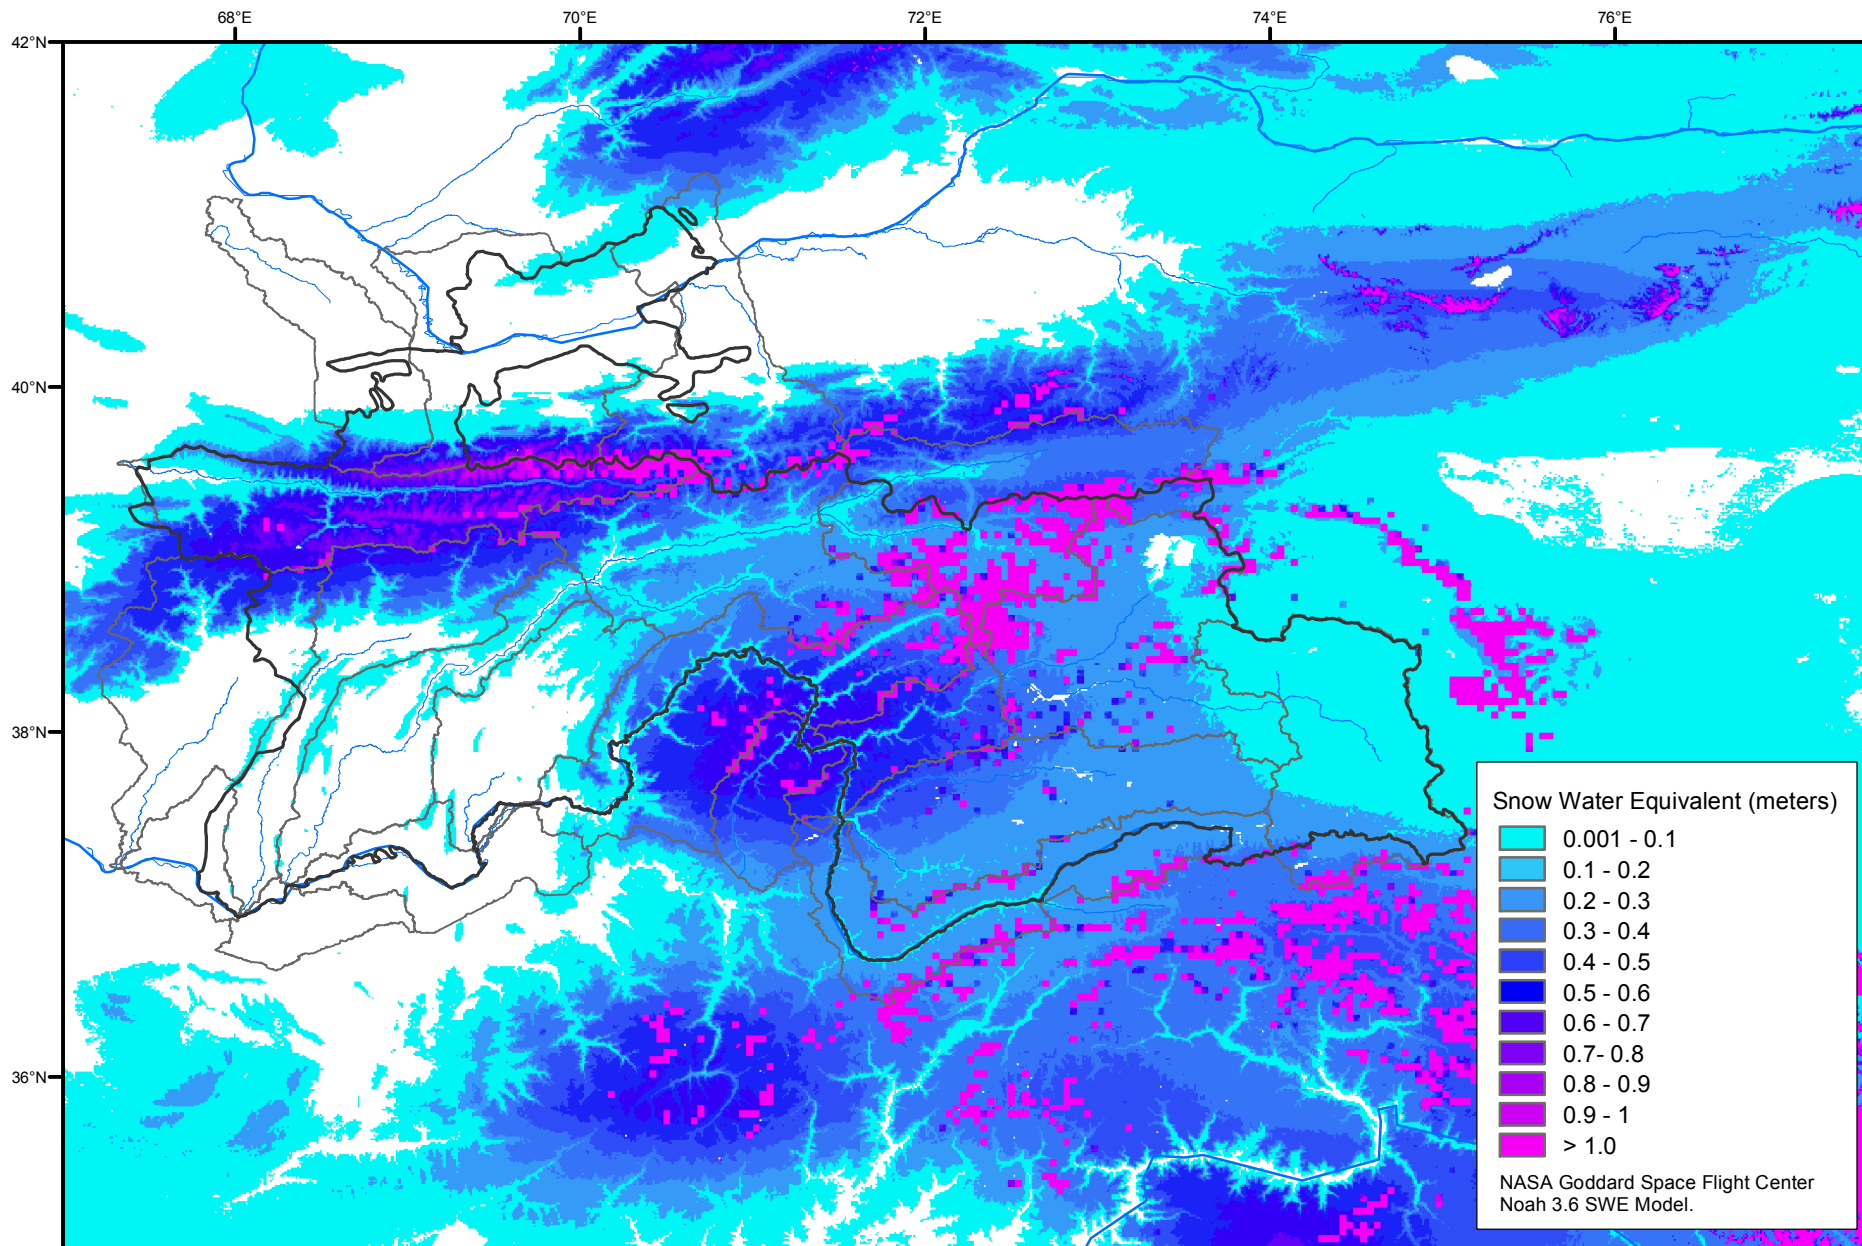 68°E 70°E 72°E 74°E 76°E
42°N
40°N
38°N
36°N
Snow Water Equivalent (meters)
0.001 - 0.1
0.1 - 0.2
0.2 - 0.3
0.3 - 0.4
0.4 - 0.5
0.5 - 0.6
0.6 - 0.7
0.7- 0.8
0.8 - 0.9
0.9 - 1
> 1.0
NASA Goddard Space Flight Center
Noah 3.6 SWE Model.